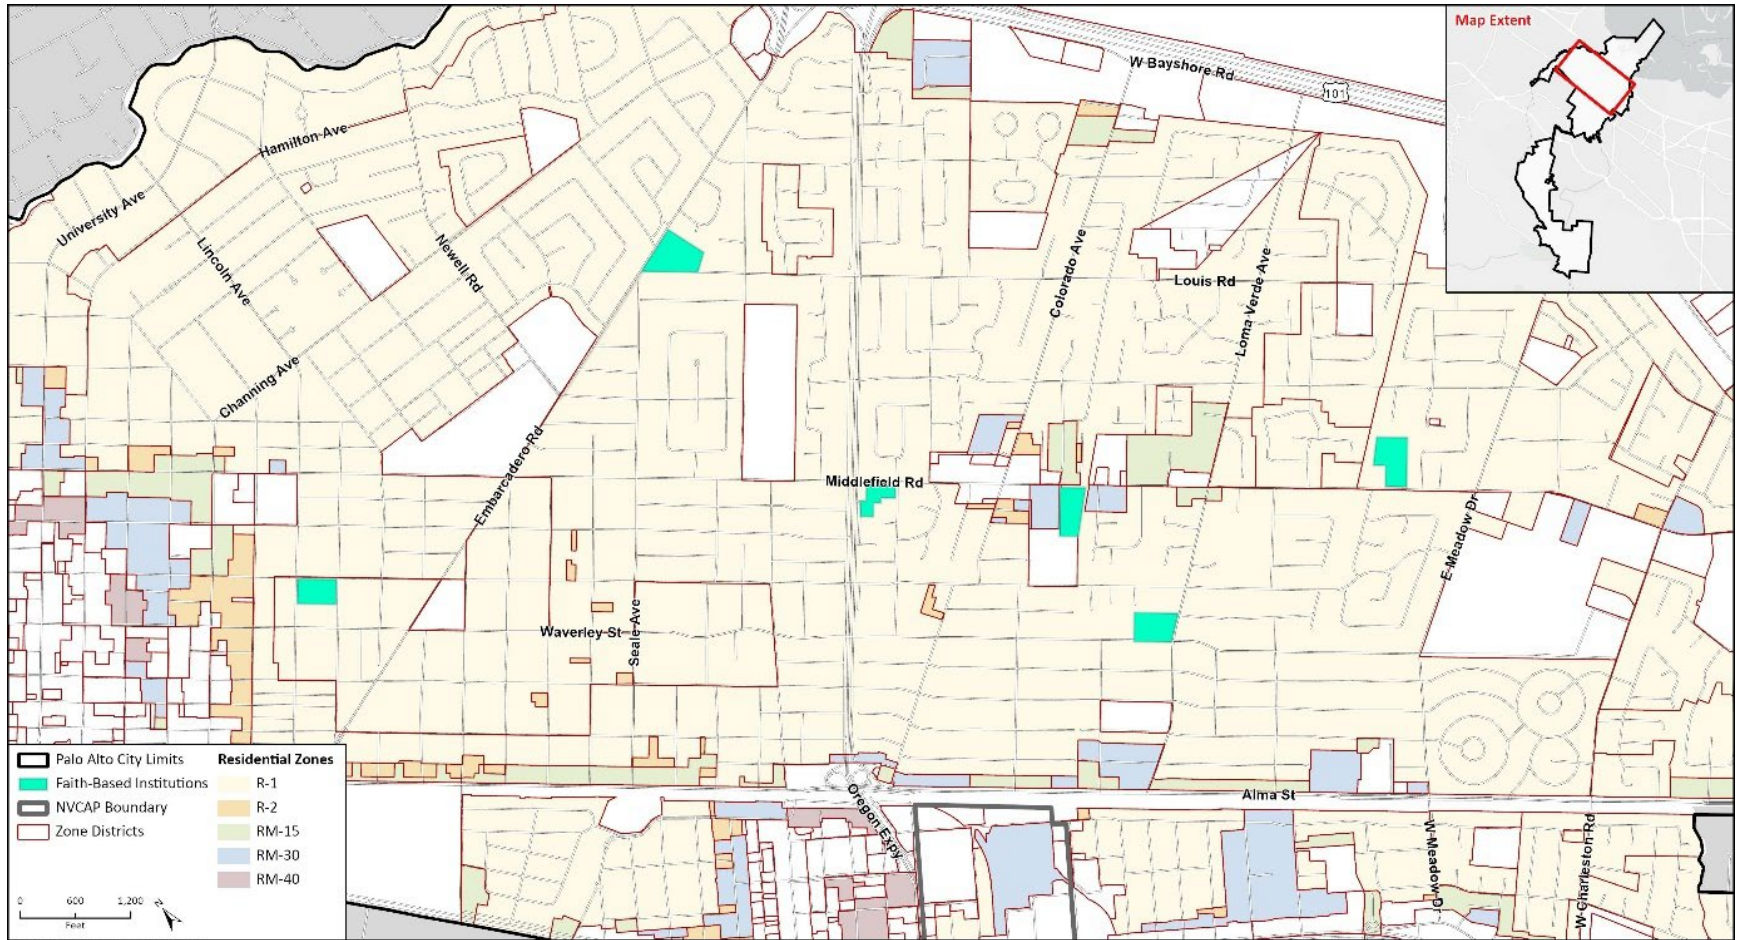 Map Extent
W Bayshore Rd
101
Hamilton Ave
University Ave
Lincoln Ave
Newell Rd
Colorado Ave
Louis Rd
Loma Verde Ave
Channing Ave
Embarcadero Rd
Middlefield Rd
E Meadow Dr
Waverley St
Seale Ave
Alma St
Oregon Expy
W Meadow Dr
W Charleston Rd
Palo Alto City Limits
Faith-Based Institutions
NVCAP Boundary
Zone Districts
Residential Zones
R-1
R-2
RM-15
RM-30
RM-40
0 600 1,200
Feet
N